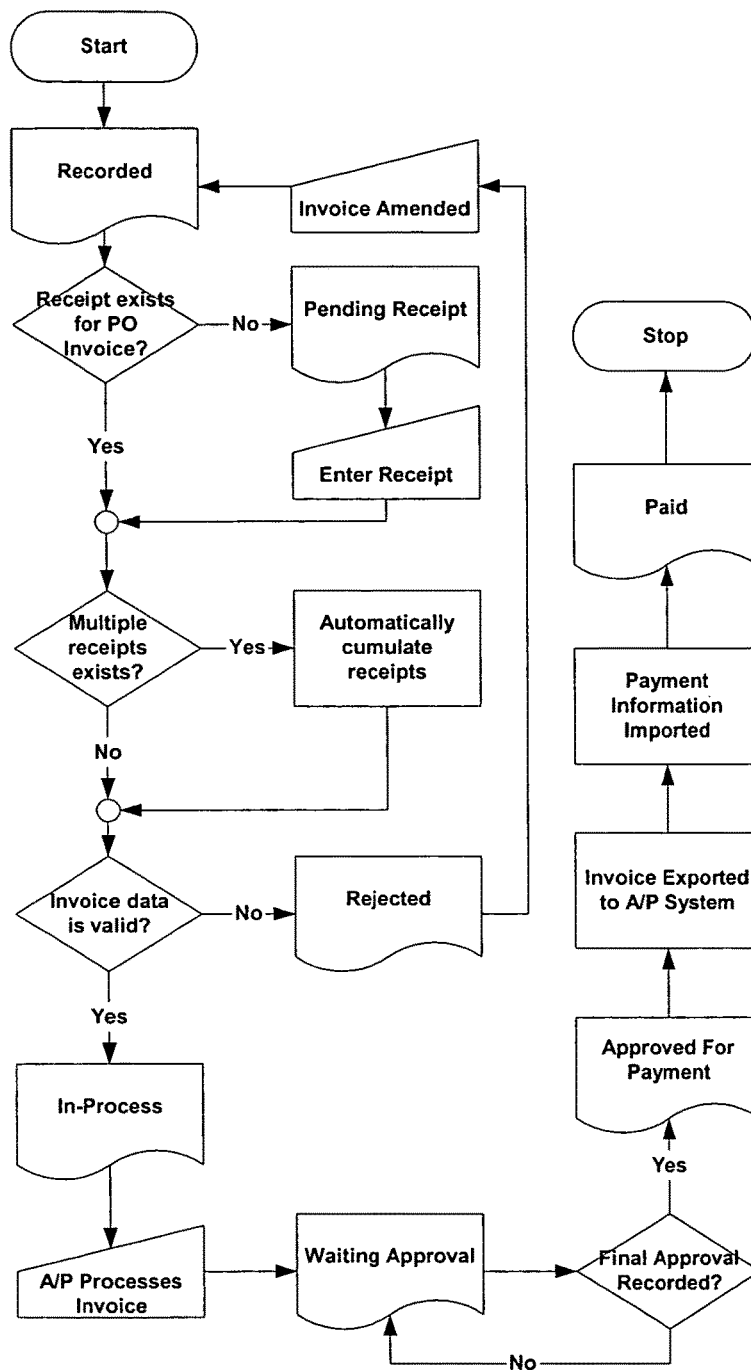 Start
Recorded
Invoice Amended
Receipt exists
for PO
Invoice?
No
Pending Receipt
Yes
Enter Receipt
Multiple
receipts
exists?
Yes
Automatically
cumulate
receipts
No
Invoice data
is valid?
No
Rejected
Yes
In-Process
A/P Processes
Invoice
Waiting Approval
Final Approval
Recorded?
No
Yes
Approved For
Payment
Invoice Exported
to A/P System
Payment
Information
Imported
Paid
Stop